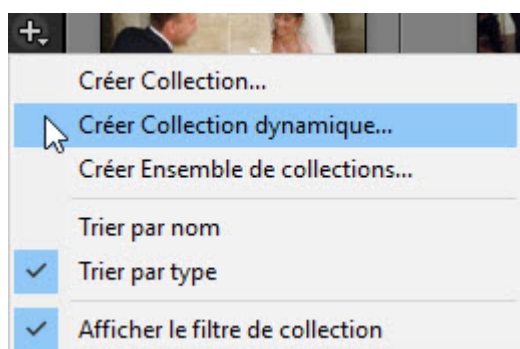 Créer Collection...
Créer Collection dynamique...
Créer Ensemble de collections...
Trier par nom
Trier par type
Afficher le filtre de collection